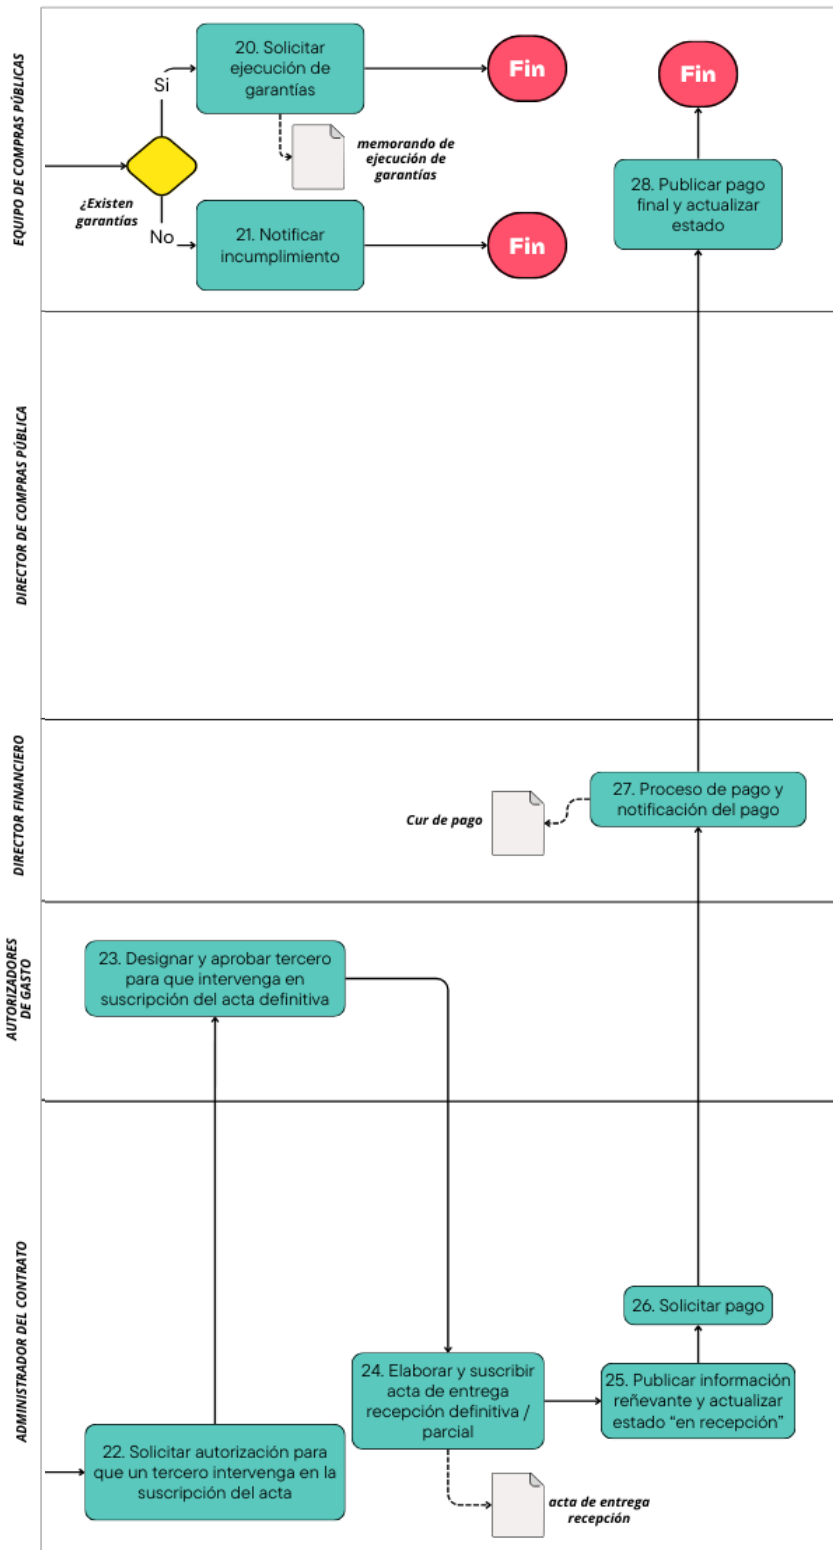 EQUIPO DE COMPRAS PÚBLICAS
20. Solicitar
ejecución de
garantías
Fin
Fin
Si
memorando de
ejecución de
garantías
¿Existen
garantías
No
21. Notificar
incumplimiento
Fin
28. Publicar pago
final y actualizar
estado
DIRECTOR DE COMPRAS PÚBLICA
DIRECTOR FINANCIERO
27. Proceso de pago y
notificación del pago
Cur de pago
AUTORIZADORES
DE GASTO
23. Designar y aprobar tercero
para que intervenga en
suscripción del acta definitiva
ADMINISTRADOR DEL CONTRATO
26. Solicitar pago
24. Elaborar y suscribir
acta de entrega
recepción definitiva /
parcial
25. Publicar información
reñevante y actualizar
estado “en recepción”
22. Solicitar autorización para
que un tercero intervenga en la
suscripción del acta
acta de entrega
recepción